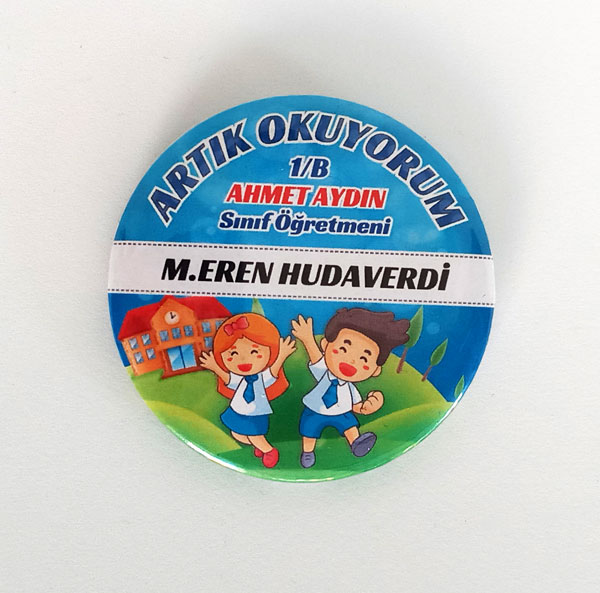 ARTIK OKUYORUM
1/B
AHMET AYDIN
Sınıf Öğretmeni
M.EREN HUDAVERDİ